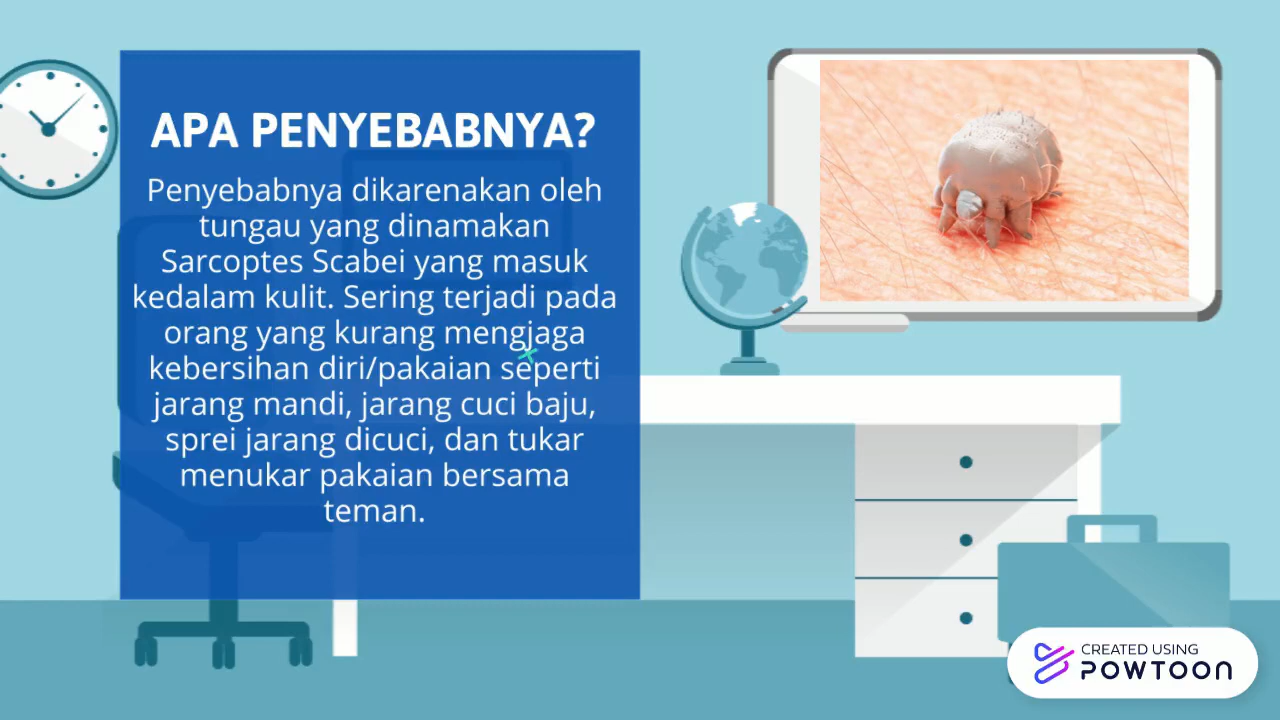 APA PENYEBABNYA?
Penyebabnya dikarenakan oleh
tungau yang dinamakan
Sarcoptes Scabei yang masuk
kedalam kulit. Sering terjadi pada
orang yang kurang mengjaga
kebersihan diri/pakaian seperti
jarang mandi, jarang cuci baju,
sprei jarang dicuci, dan tukar
menukar pakaian bersama
teman.
CREATED USING
POWTOON